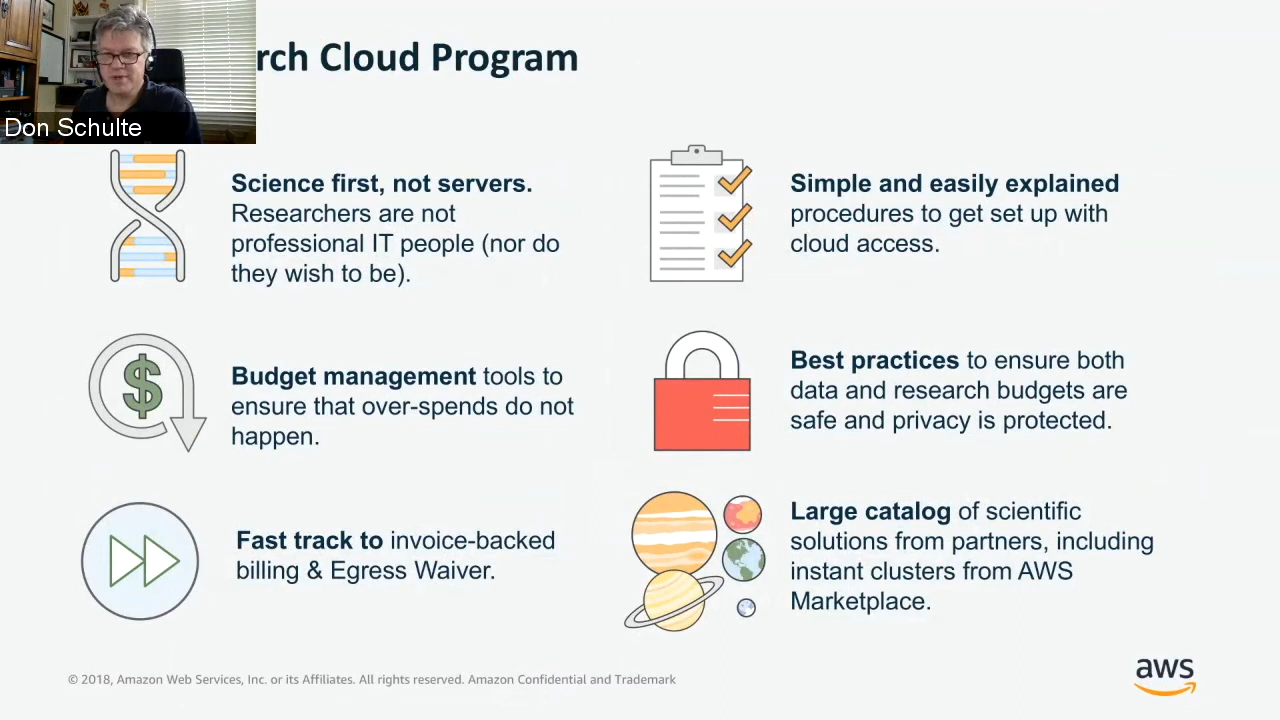 rch Cloud Program
Don Schulte
Science first, not servers.
Researchers are not
professional IT people (nor do
they wish to be).
Simple and easily explained
procedures to get set up with
cloud access.
Budget management tools to
ensure that over-spends do not
happen.
Best practices to ensure both
data and research budgets are
safe and privacy is protected.
Fast track to invoice-backed
billing & Egress Waiver.
Large catalog of scientific
solutions from partners, including
instant clusters from AWS
Marketplace.
© 2018, Amazon Web Services, Inc. or its Affiliates. All rights reserved. Amazon Confidential and Trademark
aws